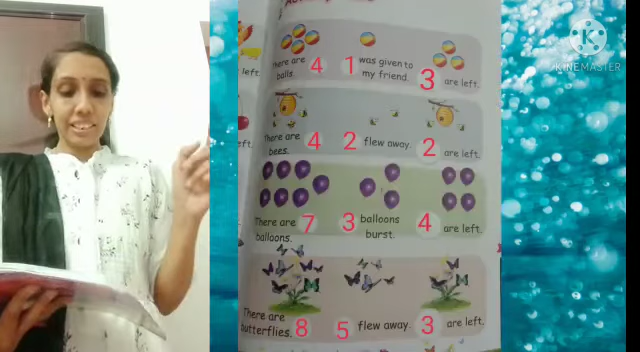 left.
There are 4 balls.
1 was given to my friend.
3 are left.
eft.
There are 4 bees.
2 flew away.
2 are left.
There are 7 balloons.
3 balloons burst.
4 are left.
There are 8 butterflies.
5 flew away.
3 are left.
K
KINEMASTER